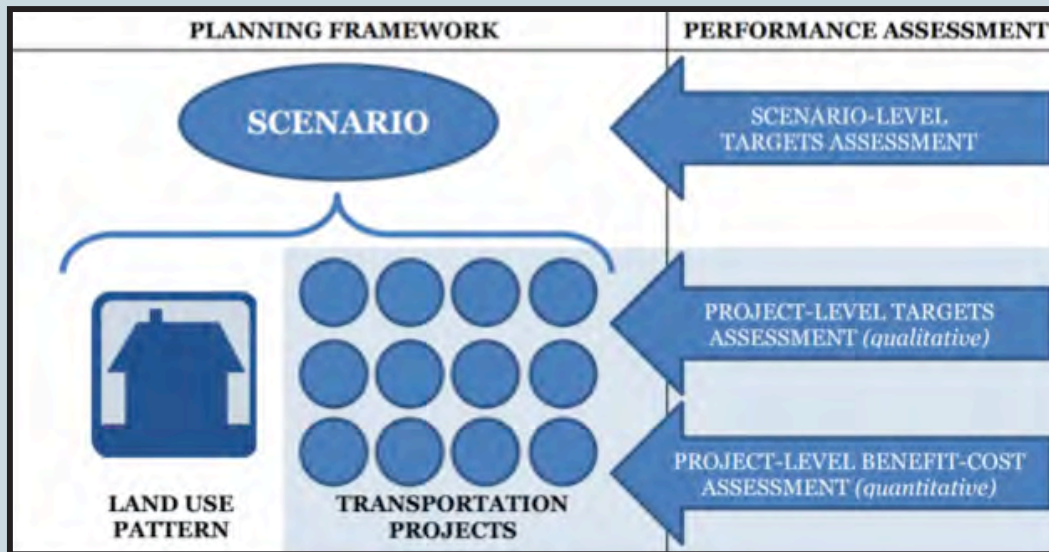 PLANNING FRAMEWORK
PERFORMANCE ASSESSMENT
SCENARIO
SCENARIO-LEVEL
TARGETS ASSESSMENT
PROJECT-LEVEL TARGETS
ASSESSMENT (qualitative)
PROJECT-LEVEL BENEFIT-COST
ASSESSMENT (quantitative)
LAND USE
PATTERN
TRANSPORTATION
PROJECTS